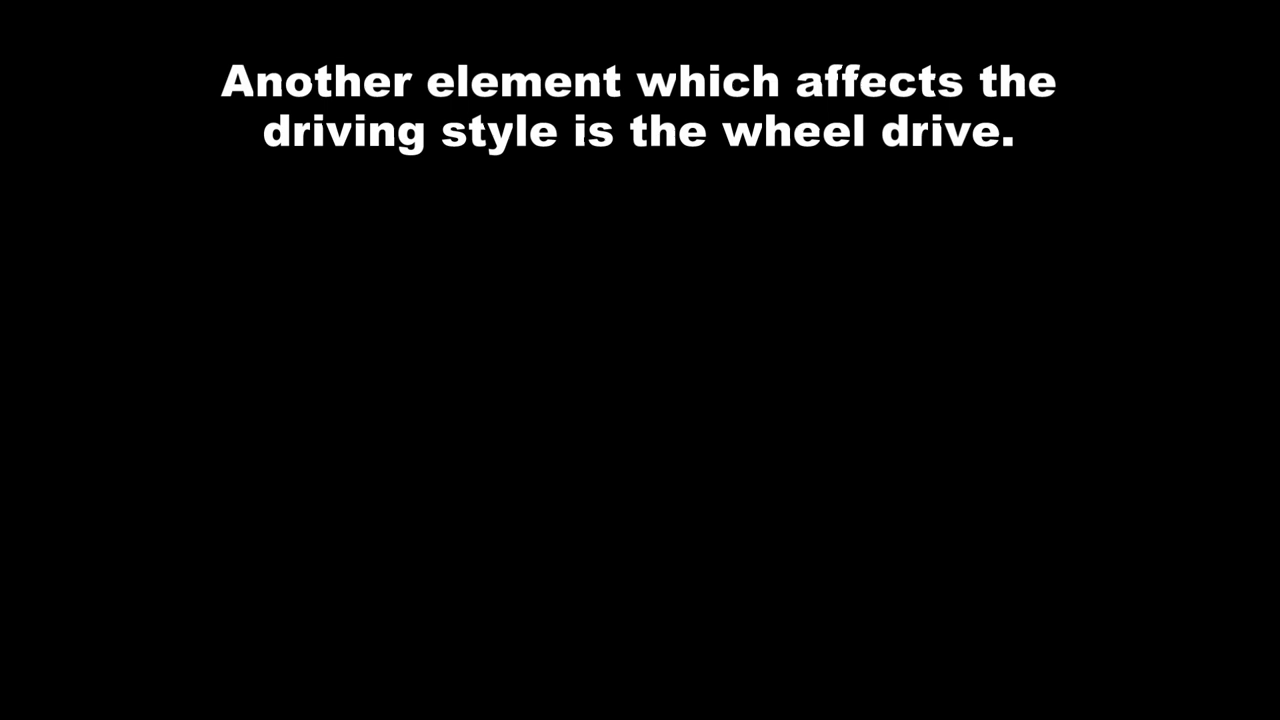 Another element which affects the
driving style is the wheel drive.